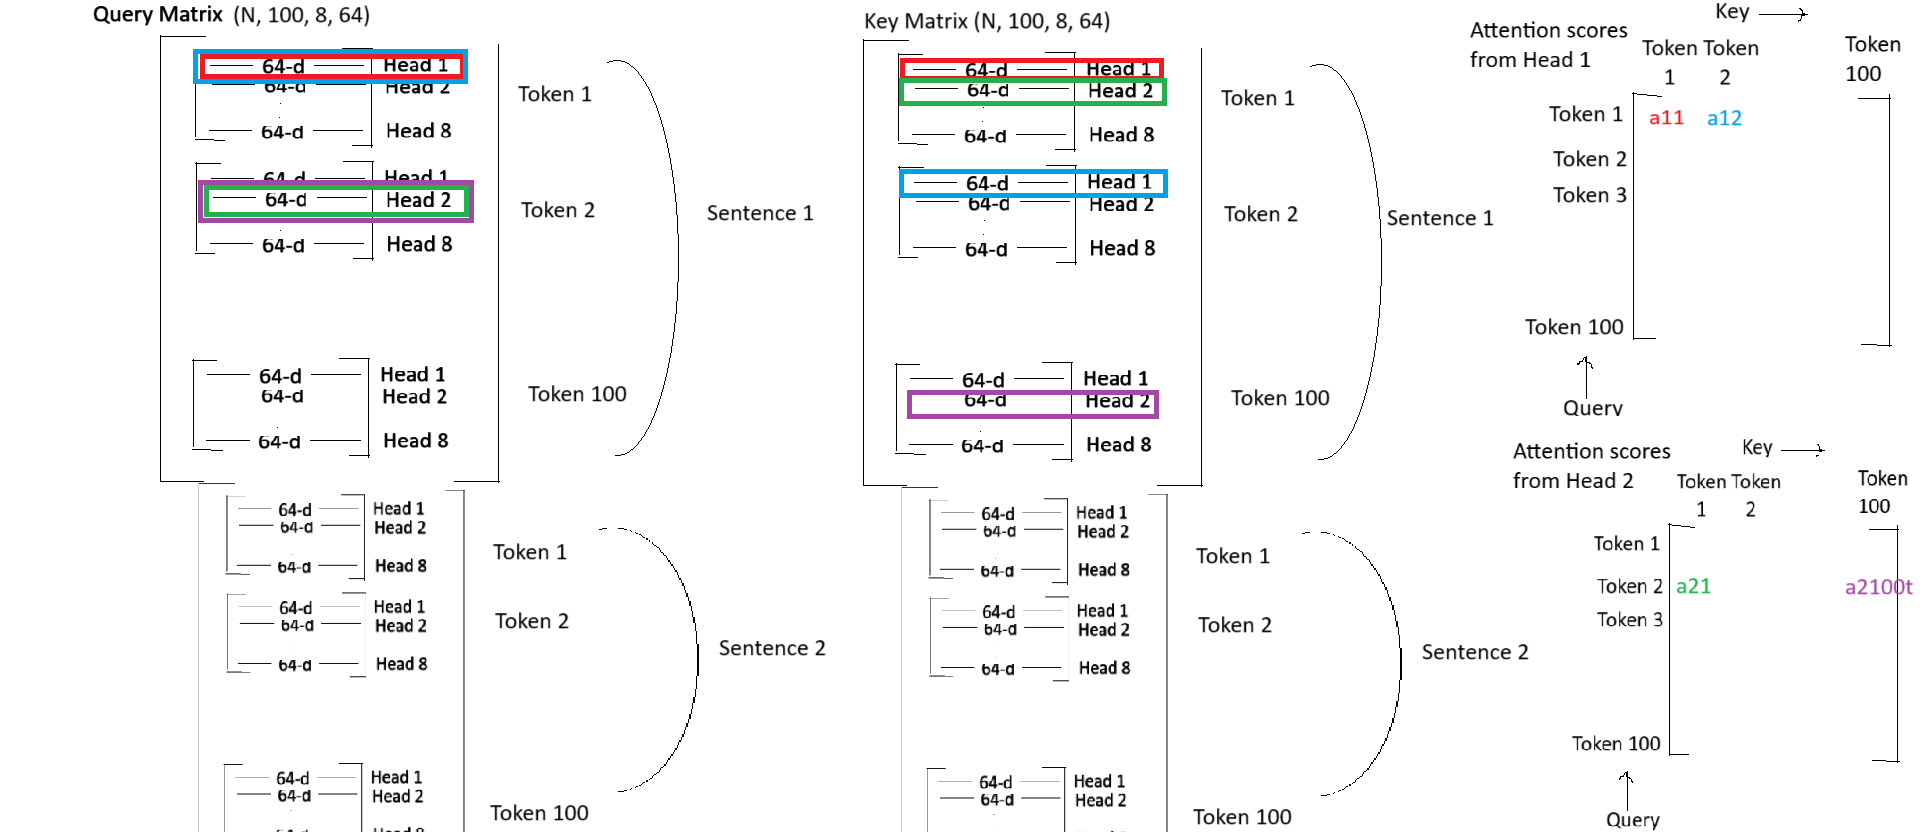 Query Matrix (N, 100, 8, 64)
64-d Head 1
64-d Head 2
64-d Head 8
Token 1
64-d Head 1
64-d Head 2
64-d Head 8
Token 2
Sentence 1
64-d Head 1
64-d Head 2
64-d Head 8
Token 100
64-d Head 1
64-d Head 2
64-d Head 8
Token 1
64-d Head 1
64-d Head 2
64-d Head 8
Token 2
Sentence 2
64-d Head 1
64-d Head 2
64-d Head 8
Token 100
Key Matrix (N, 100, 8, 64)
64-d Head 1
64-d Head 2
64-d Head 8
Token 1
64-d Head 1
64-d Head 2
64-d Head 8
Token 2
Sentence 1
64-d Head 1
64-d Head 2
64-d Head 8
Token 100
64-d Head 1
64-d Head 2
64-d Head 8
Token 1
64-d Head 1
64-d Head 2
64-d Head 8
Token 2
Sentence 2
64-d Head 1
64-d Head 2
Token 100
Attention scores
from Head 1
Key
Token 1
Token 2
Token 100
Token 1 a11 a12
Token 2
Token 3
Token 100
Query
Attention scores
from Head 2
Key
Token 1
Token 2
Token 100
Token 1
Token 2 a21 a2100t
Token 3
Token 100
Query